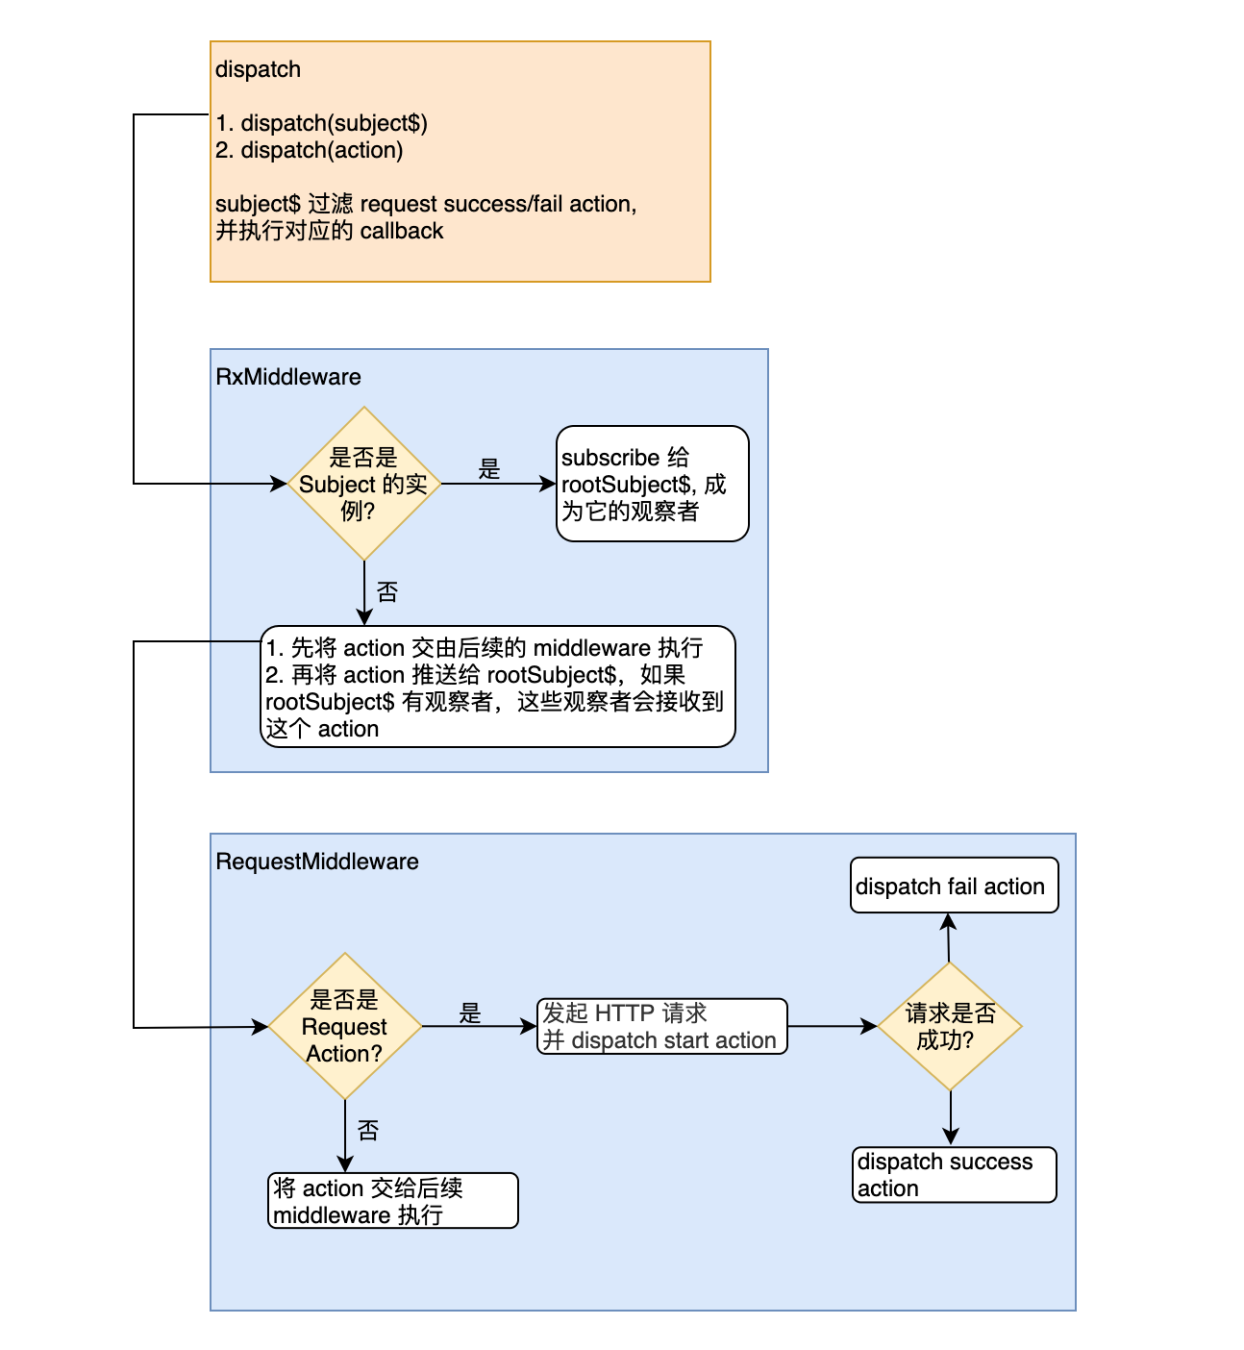 dispatch
1. dispatch(subject$)
2. dispatch(action)
subject$ 过滤 request success/fail action,
并执行对应的 callback
RxMiddleware
是否是
Subject 的实
例?
是
subscribe 给
rootSubject$, 成
为它的观察者
否
1. 先将 action 交由后续的 middleware 执行
2. 再将 action 推送给 rootSubject$，如果
rootSubject$ 有观察者，这些观察者会接收到
这个 action
RequestMiddleware
dispatch fail action
是否是
Request
Action?
是
发起 HTTP 请求
并 dispatch start action
请求是否
成功?
否
dispatch success
action
将 action 交给后续
middleware 执行